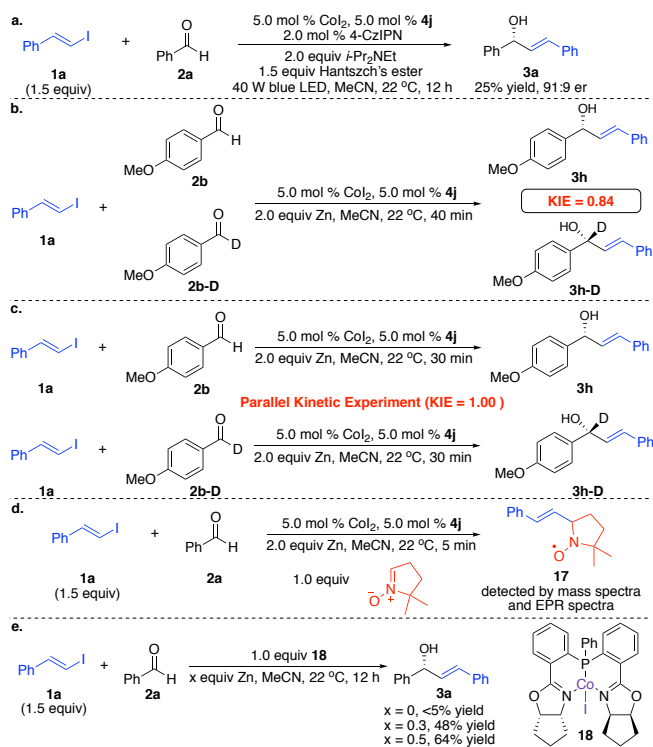 a.
Ph
I
+
O
Ph
H
1a
(1.5 equiv)
2a
5.0 mol % CoI2, 5.0 mol % 4j
2.0 mol % 4-CzIPN
2.0 equiv i-Pr2NEt
1.5 equiv Hantszch's ester
40 W blue LED, MeCN, 22 °C, 12 h
OH
Ph
Ph
3a
25% yield, 91:9 er
b.
O
H
MeO
2b
Ph
I
+
1a
O
D
MeO
2b-D
5.0 mol % CoI2, 5.0 mol % 4j
2.0 equiv Zn, MeCN, 22 °C, 40 min
OH
Ph
MeO
3h
KIE = 0.84
HO
D
Ph
MeO
3h-D
c.
Ph
I
+
1a
O
H
MeO
2b
5.0 mol % CoI2, 5.0 mol % 4j
2.0 equiv Zn, MeCN, 22 °C, 30 min
OH
Ph
MeO
3h
Parallel Kinetic Experiment (KIE = 1.00 )
Ph
I
+
1a
O
D
MeO
2b-D
5.0 mol % CoI2, 5.0 mol % 4j
2.0 equiv Zn, MeCN, 22 °C, 30 min
HO
D
Ph
MeO
3h-D
d.
Ph
I
+
O
Ph
H
1a
(1.5 equiv)
2a
5.0 mol % CoI2, 5.0 mol % 4j
2.0 equiv Zn, MeCN, 22 °C, 5 min
1.0 equiv
−O
N
+
Ph
N
•O
17
detected by mass spectra
and EPR spectra
e.
Ph
I
+
O
Ph
H
1a
(1.5 equiv)
2a
1.0 equiv 18
x equiv Zn, MeCN, 22 °C, 12 h
OH
Ph
Ph
3a
x = 0, <5% yield
x = 0.3, 48% yield
x = 0.5, 64% yield
Ph
P
Co
O
N
N
O
I
18